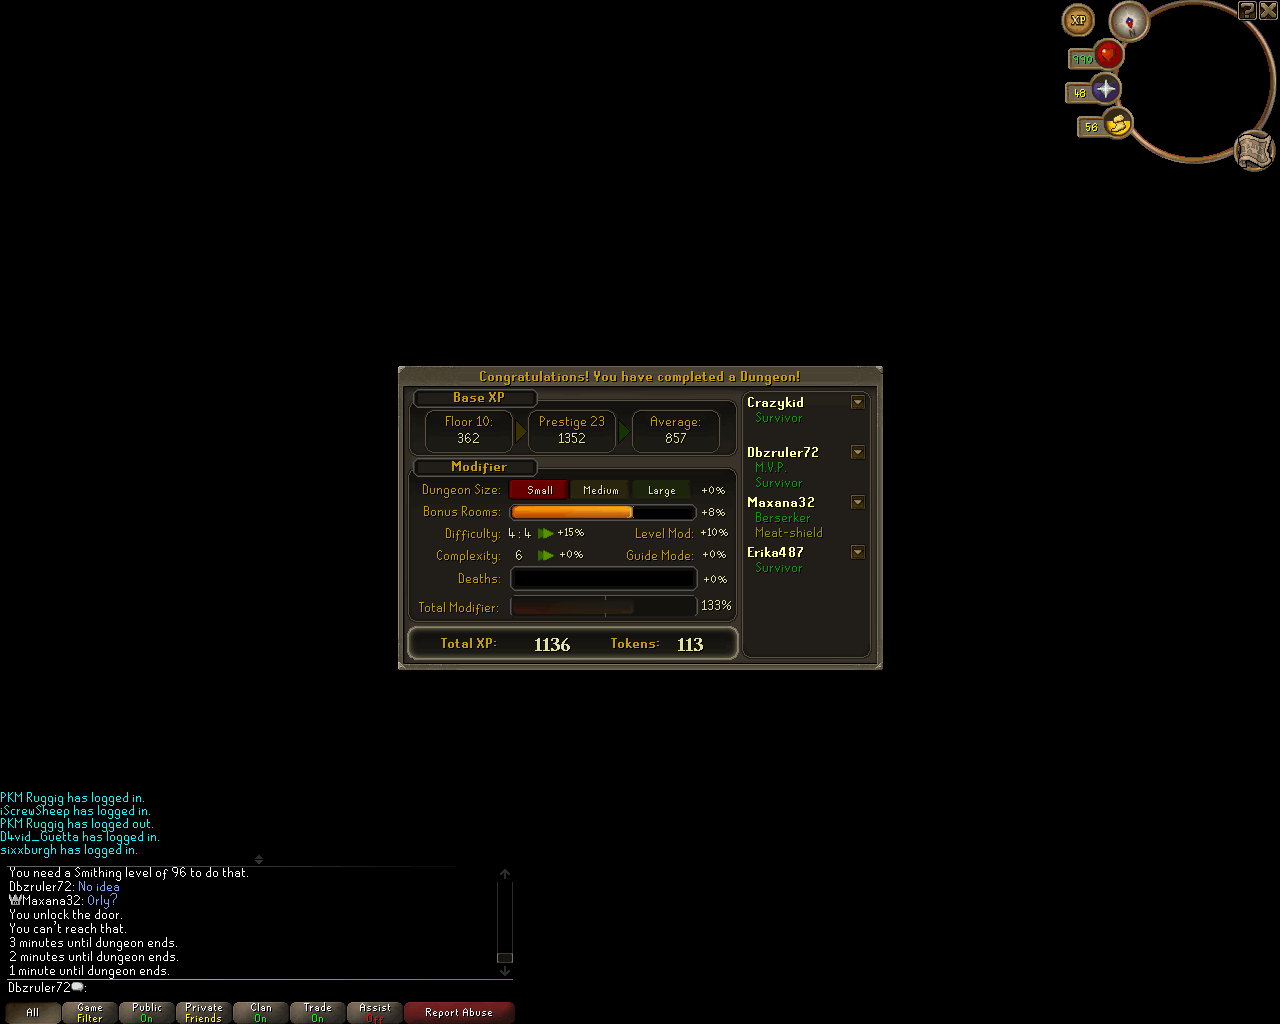 XP
?
990
48
56
Congratulations! You have completed a Dungeon!
Base XP
Floor 10:
362
Prestige 23
1352
Average:
857
Modifier
Dungeon Size: Small Medium Large +0%
Bonus Rooms: +8%
Difficulty: 4 : 4 +15% Level Mod: +10%
Complexity: 6 +0% Guide Mode: +0%
Deaths: +0%
Total Modifier: 133%
Total XP: 1136 Tokens: 113
Crazykid
Survivor
Dbzruler72
M.V.P.
Survivor
Maxana32
Berserker
Meat-shield
Erika487
Survivor
PKM Ruggig has logged in.
iScrewSheep has logged in.
PKM Ruggig has logged out.
D4vid_Guetta has logged in.
sixxburgh has logged in.
You need a Smithing level of 96 to do that.
Dbzruler72: No idea
Maxana32: Orly?
You unlock the door.
You can't reach that.
3 minutes until dungeon ends.
2 minutes until dungeon ends.
1 minute until dungeon ends.
Dbzruler72:
All
Game
Filter
Public
On
Private
Friends
Clan
On
Trade
On
Assist
Off
Report Abuse